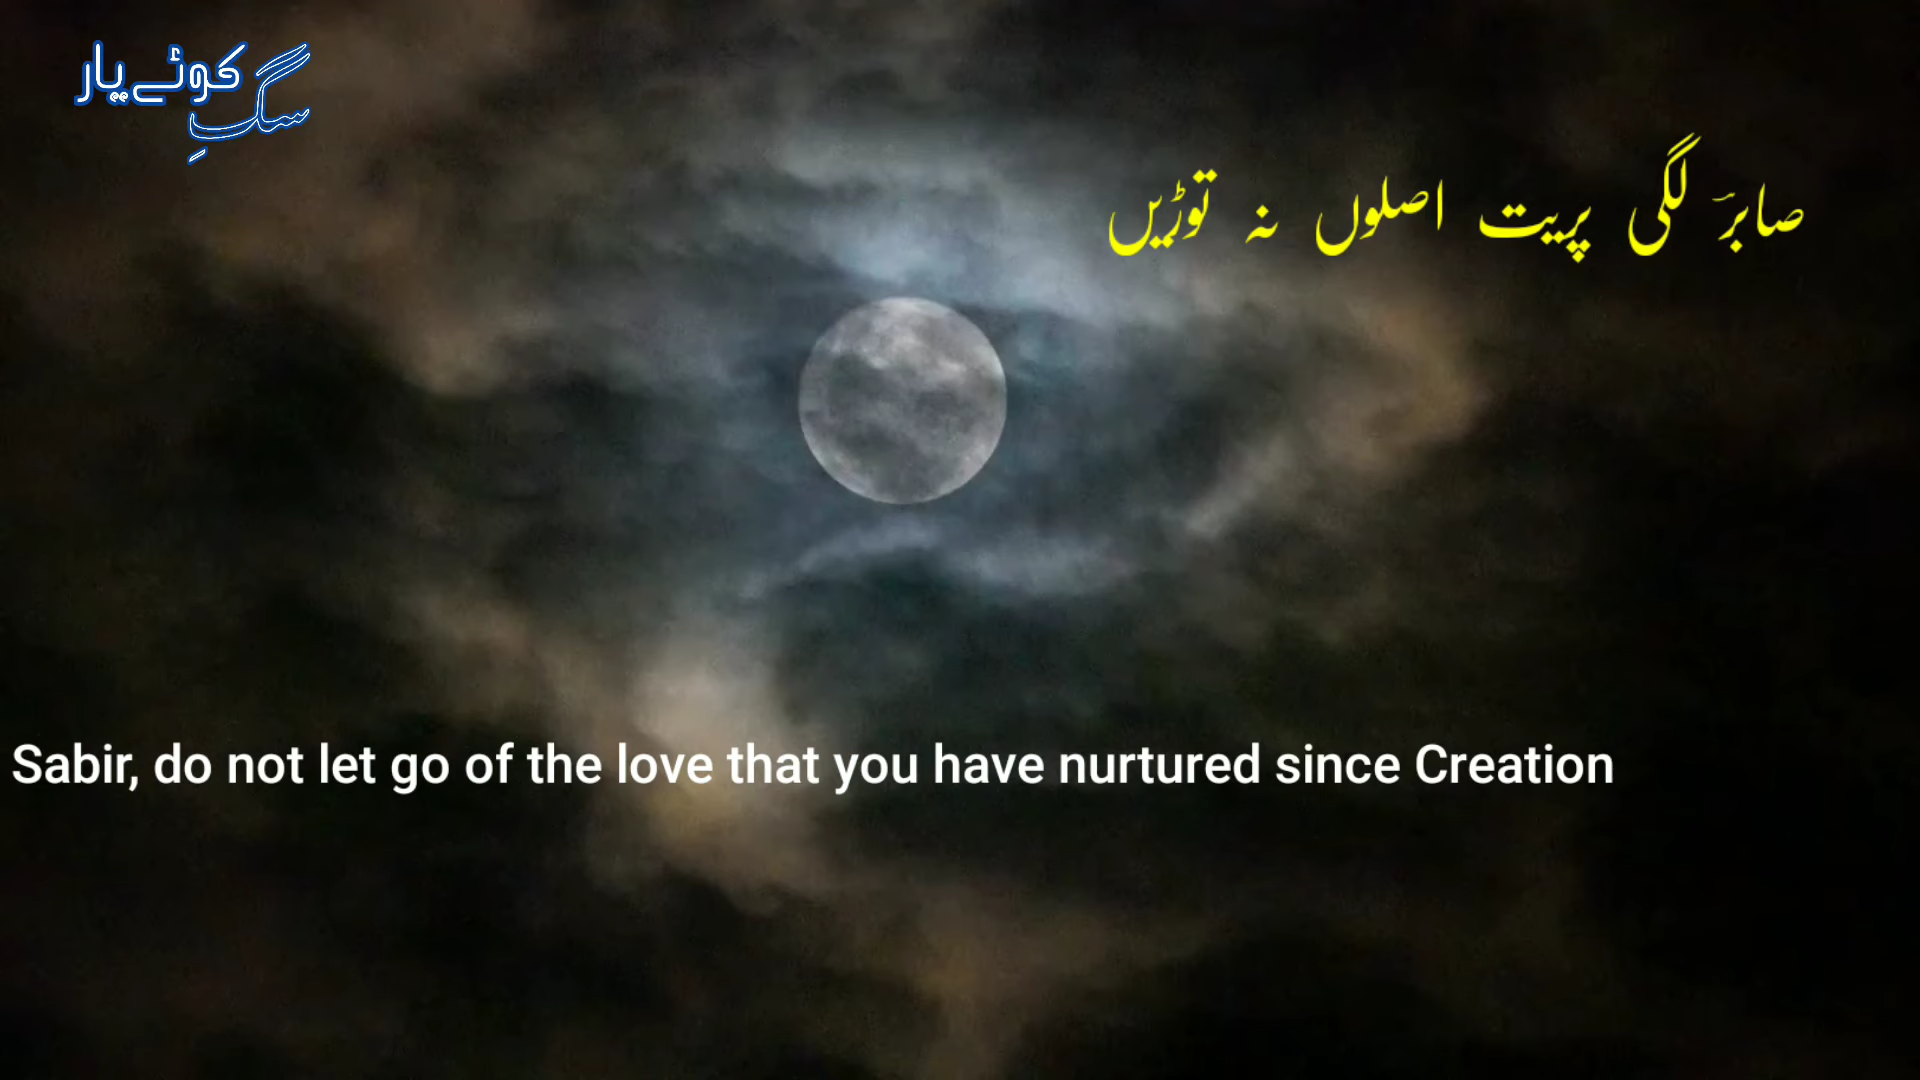 سگِ کوئے یار
صابرؔ لگی پریت اصلوں نہ توڑیں
Sabir, do not let go of the love that you have nurtured since Creation